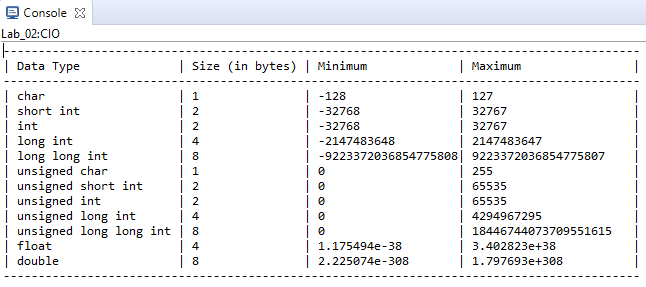 Console
Lab_02:CIO
--------------------------------------------------------------------------------
| Data Type | Size (in bytes) | Minimum | Maximum |
--------------------------------------------------------------------------------
| char | 1 | -128 | 127 |
| short int | 2 | -32768 | 32767 |
| int | 2 | -32768 | 32767 |
| long int | 4 | -2147483648 | 2147483647 |
| long long int | 8 | -9223372036854775808| 9223372036854775807 |
| unsigned char | 1 | 0 | 255 |
| unsigned short int | 2 | 0 | 65535 |
| unsigned int | 2 | 0 | 65535 |
| unsigned long int | 4 | 0 | 4294967295 |
| unsigned long long int | 8 | 0 | 18446744073709551615 |
| float | 4 | 1.175494e-38 | 3.402823e+38 |
| double | 8 | 2.225074e-308 | 1.797693e+308 |
--------------------------------------------------------------------------------